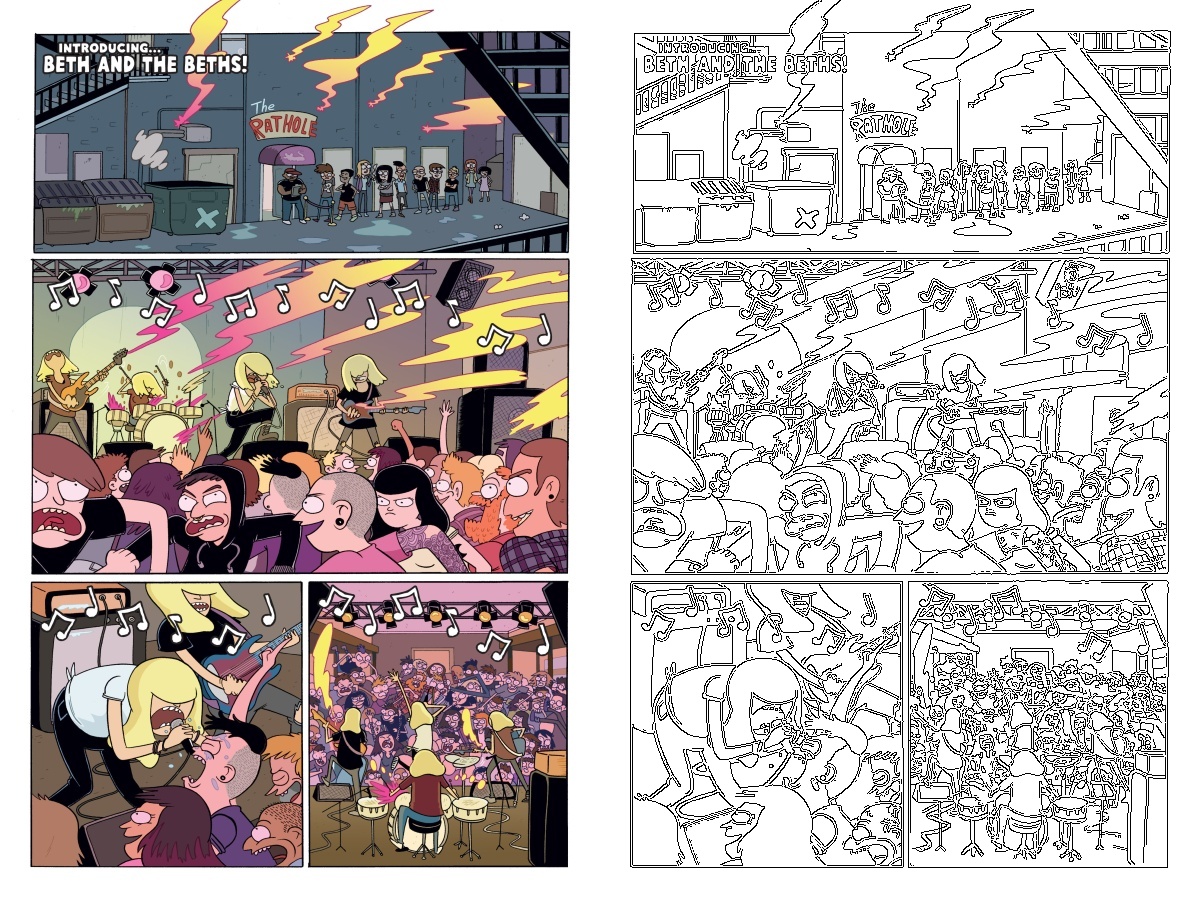 INTRODUCING...
BETH AND THE BETHS!
The
RATHOLE
INTRODUCING...
BETH AND THE BETHS!
The
RATHOLE